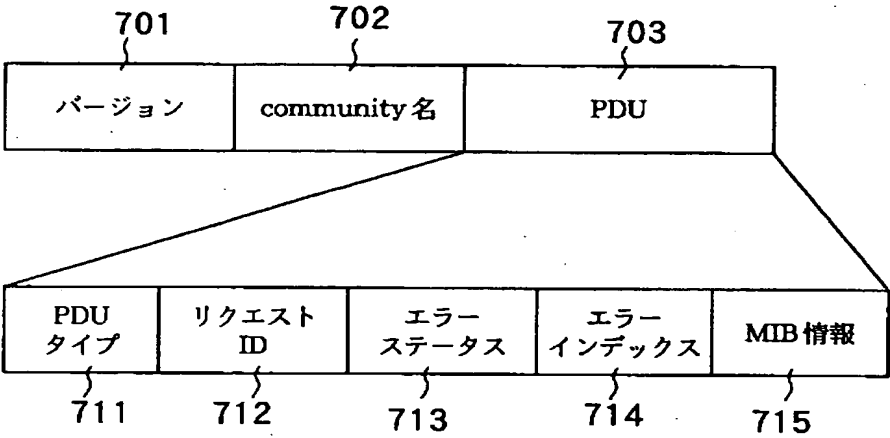 701 702 703
バージョン community名 PDU
PDU
タイプ
リクエスト
ID
エラー
ステータス
エラー
インデックス
MIB情報
711 712 713 714 715